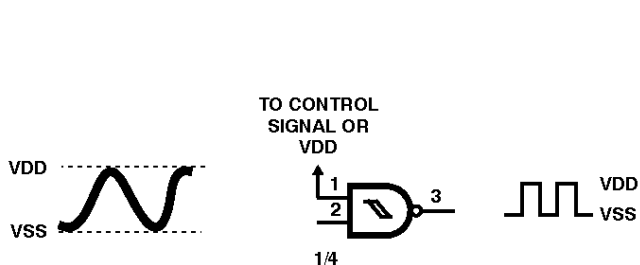 TO CONTROL
SIGNAL OR
VDD
VDD
VSS
1
2
3
1/4
VDD
VSS